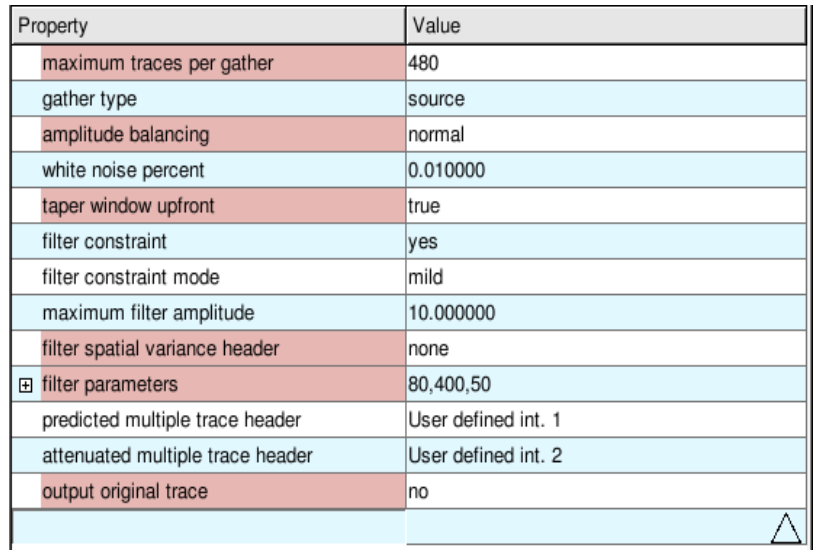 Property Value
maximum traces per gather 480
gather type source
amplitude balancing normal
white noise percent 0.010000
taper window upfront true
filter constraint yes
filter constraint mode mild
maximum filter amplitude 10.000000
filter spatial variance header none
filter parameters 80,400,50
predicted multiple trace header User defined int. 1
attenuated multiple trace header User defined int. 2
output original trace no